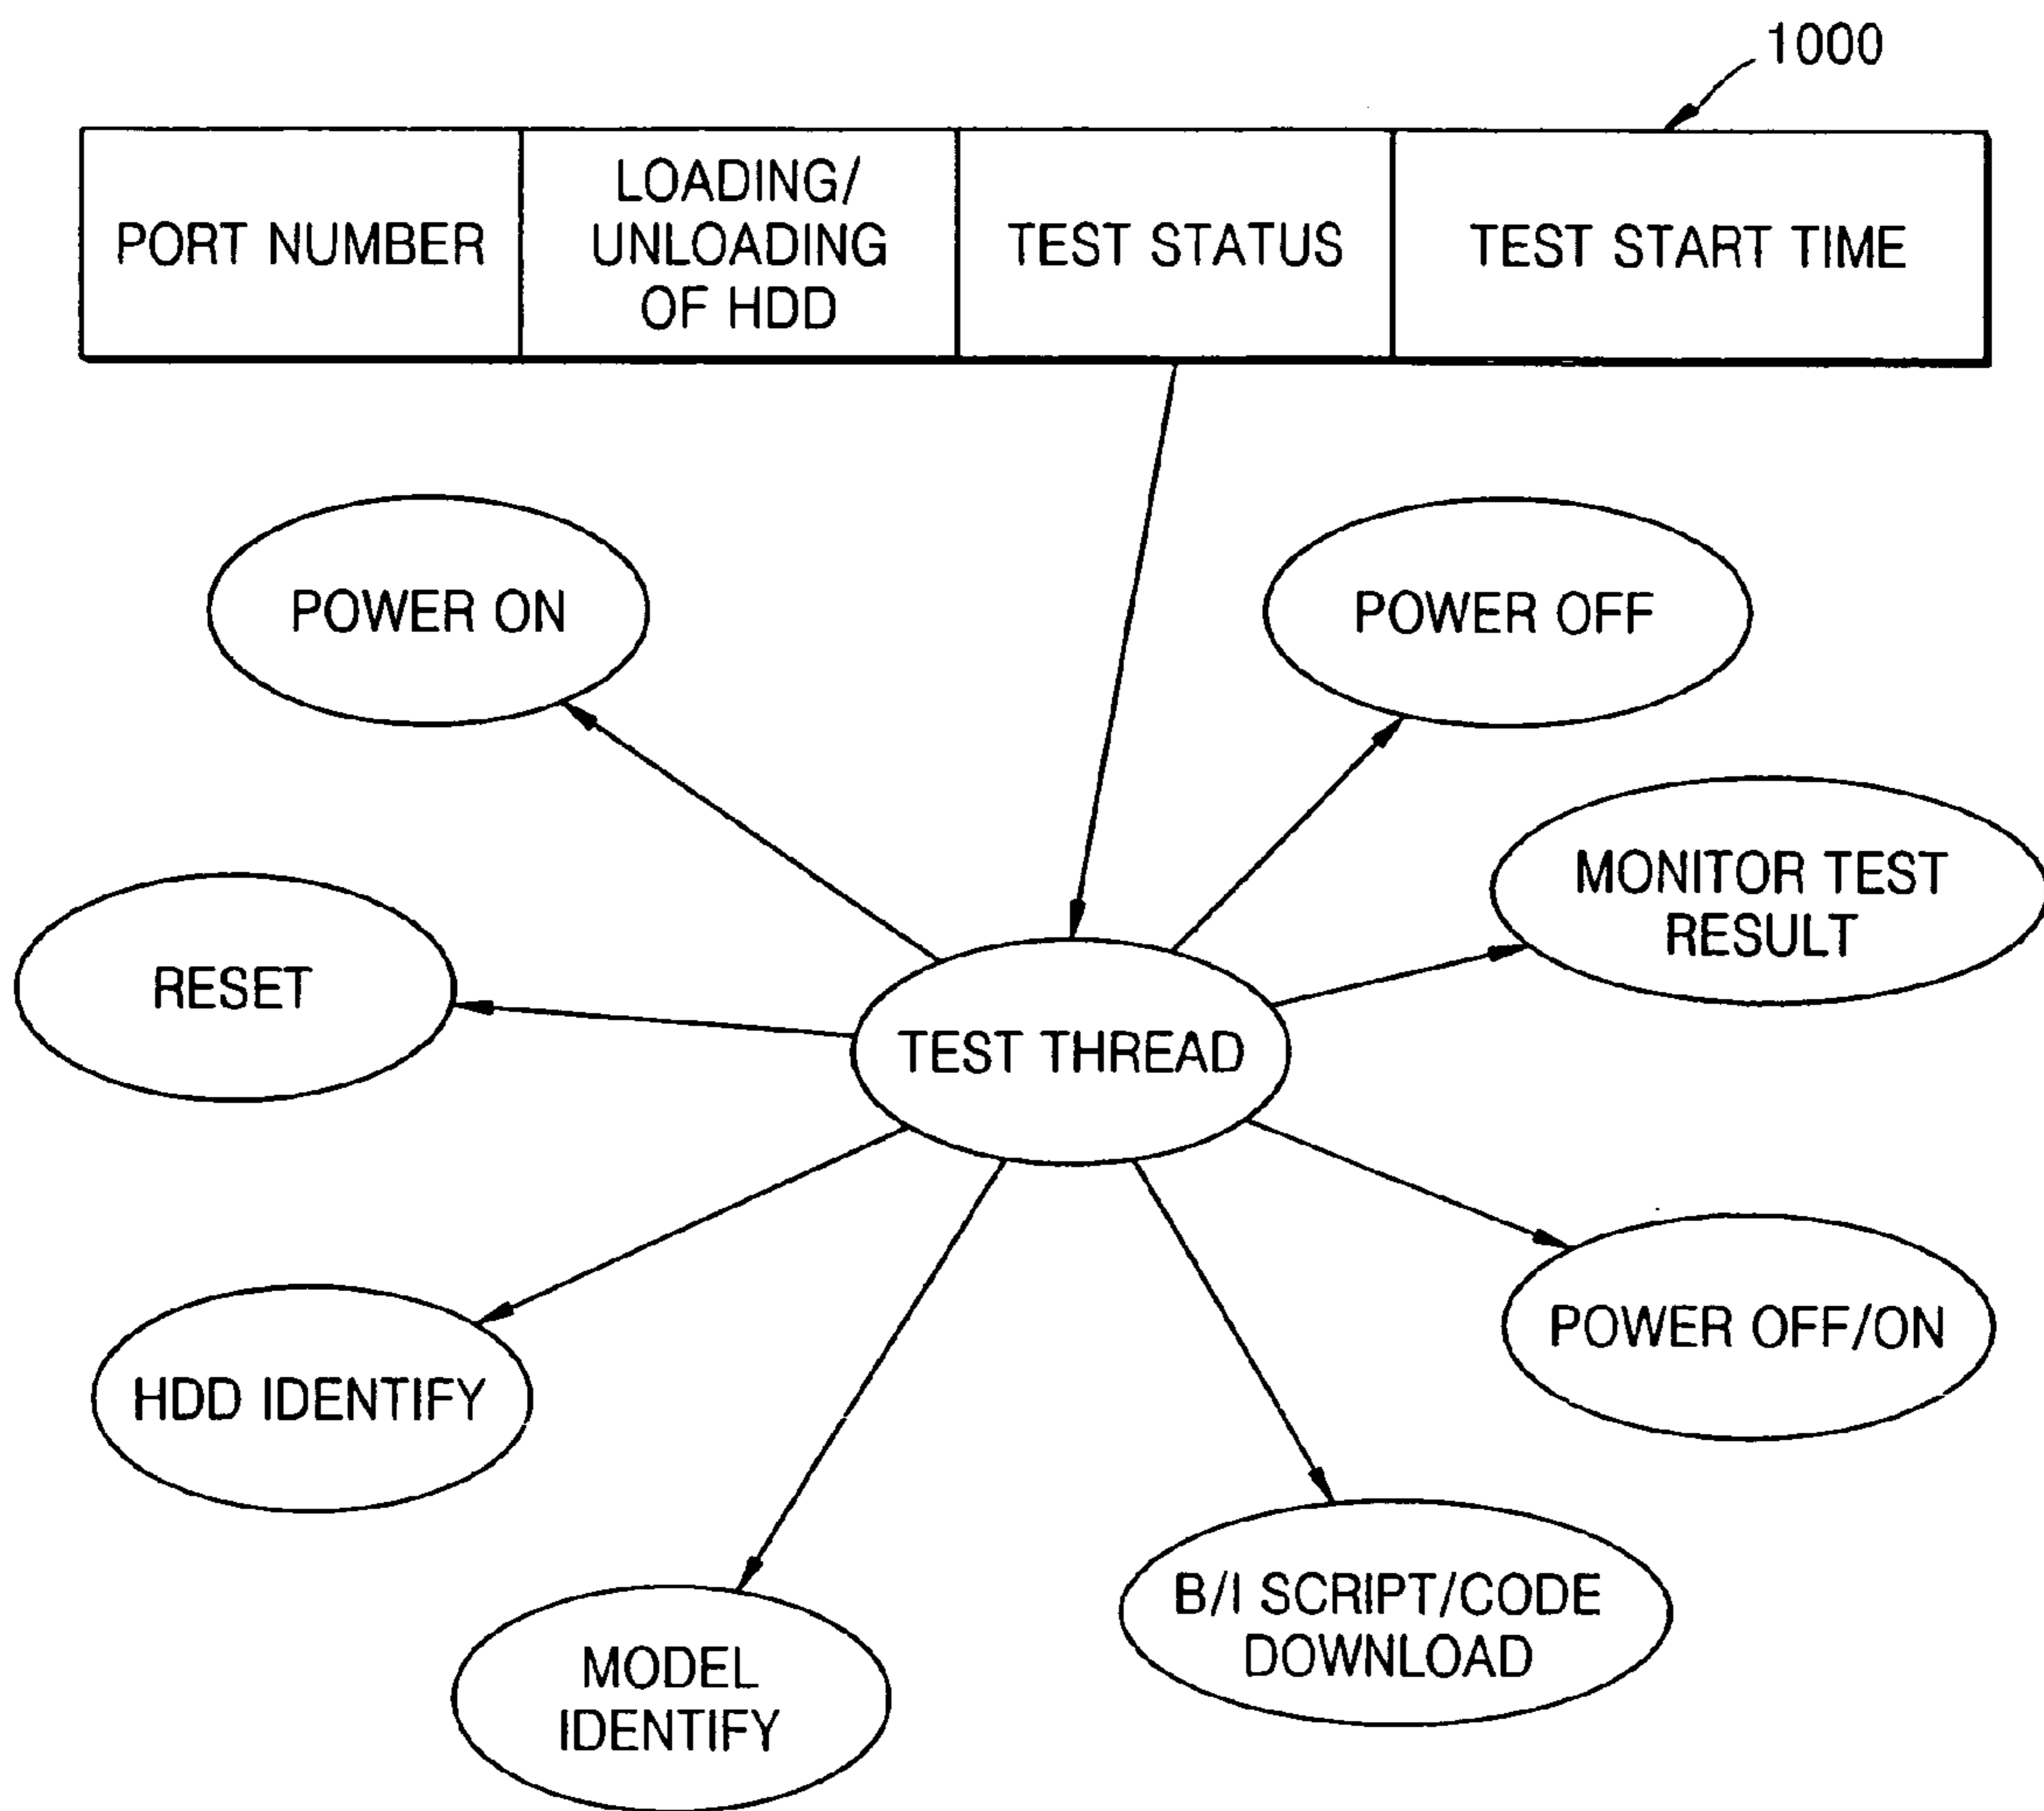 1000
PORT NUMBER
LOADING/
UNLOADING
OF HDD
TEST STATUS
TEST START TIME
POWER ON
POWER OFF
MONITOR TEST
RESULT
RESET
TEST THREAD
POWER OFF/ON
HDD IDENTIFY
B/I SCRIPT/CODE
DOWNLOAD
MODEL
IDENTIFY